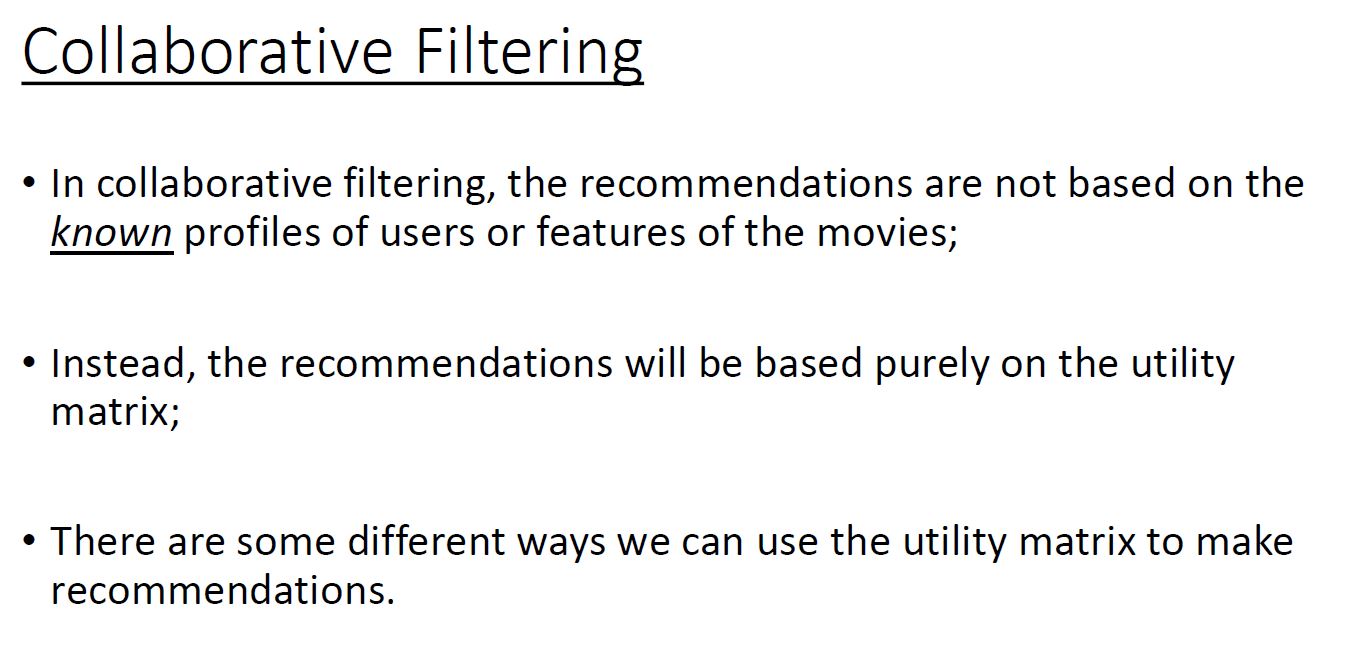 Collaborative Filtering
• In collaborative filtering, the recommendations are not based on the
known profiles of users or features of the movies;
• Instead, the recommendations will be based purely on the utility
matrix;
• There are some different ways we can use the utility matrix to make
recommendations.